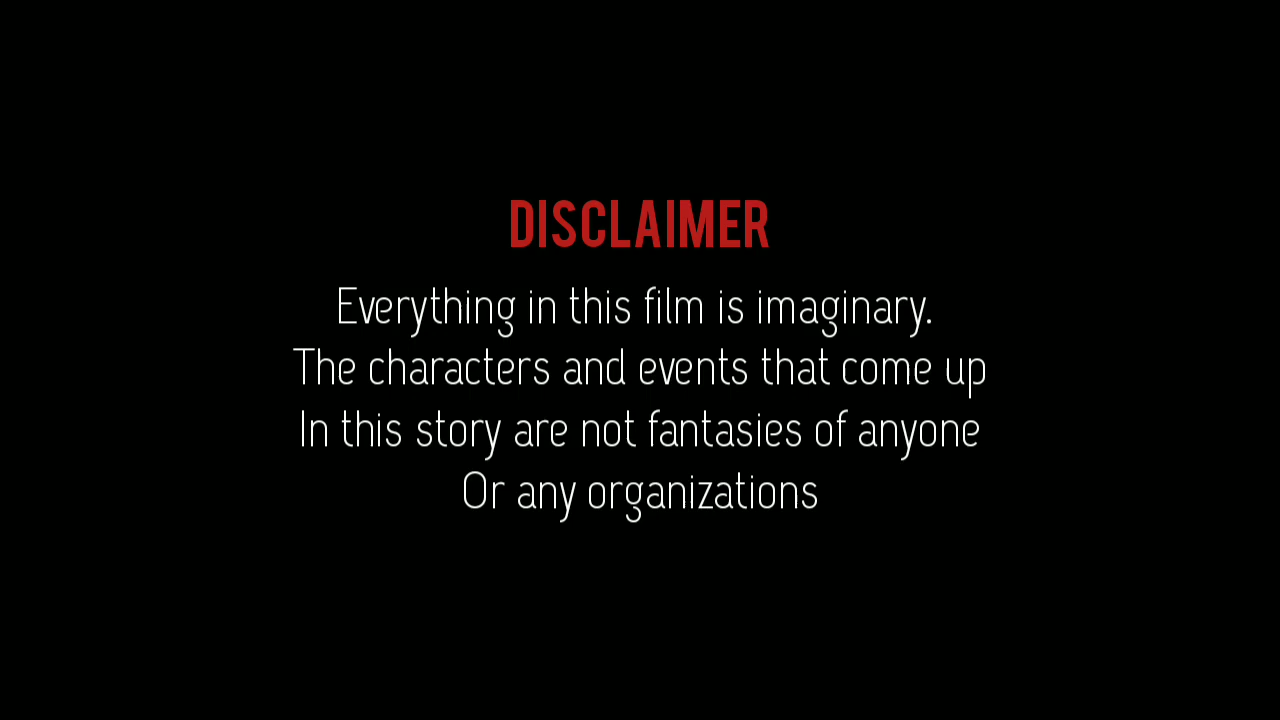 DISCLAIMER
Everything in this film is imaginary.
The characters and events that come up
In this story are not fantasies of anyone
Or any organizations